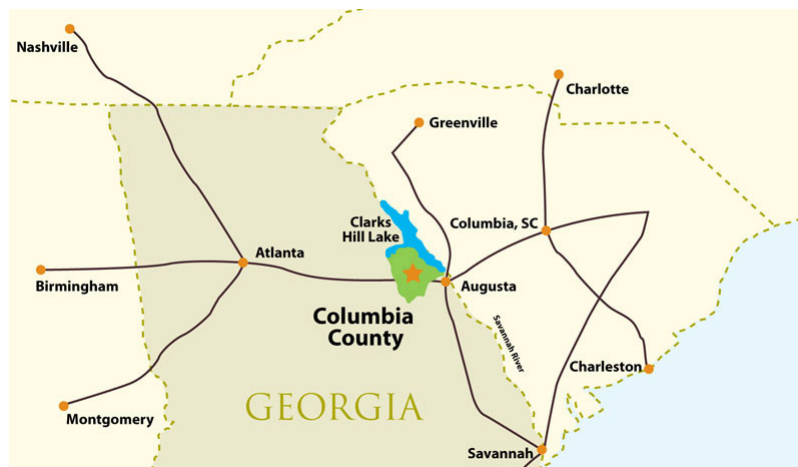 Nashville
Charlotte
Greenville
Clarks
Hill Lake
Columbia, SC
Atlanta
Birmingham
Augusta
Columbia
County
Savannah River
Charleston
Montgomery
GEORGIA
Savannah